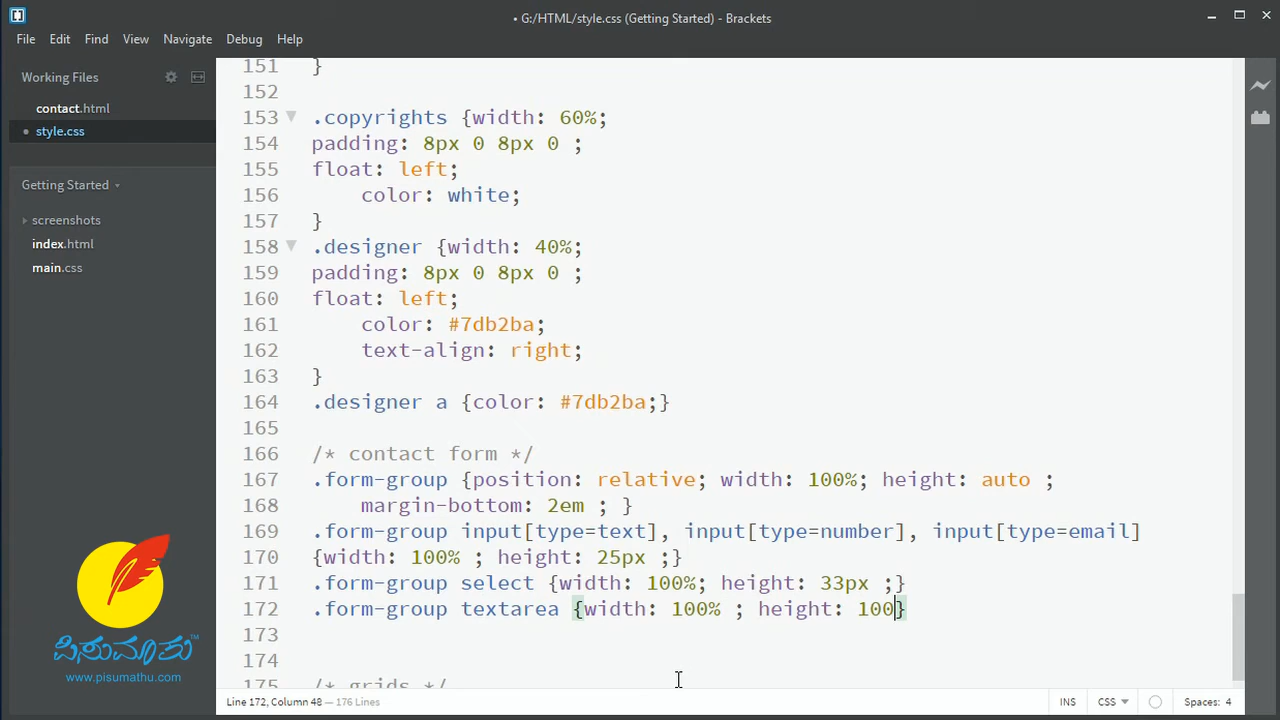 • G:/HTML/style.css (Getting Started) - Brackets
File Edit Find View Navigate Debug Help
Working Files
contact.html
• style.css
Getting Started
screenshots
index.html
main.css
151 }
152
153 .copyrights {width: 60%;
154 padding: 8px 0 8px 0 ;
155 float: left;
156 color: white;
157 }
158 .designer {width: 40%;
159 padding: 8px 0 8px 0 ;
160 float: left;
161 color: #7db2ba;
162 text-align: right;
163 }
164 .designer a {color: #7db2ba;}
165
166 /* contact form */
167 .form-group {position: relative; width: 100%; height: auto ;
168 margin-bottom: 2em ; }
169 .form-group input[type=text], input[type=number], input[type=email]
170 {width: 100% ; height: 25px ;}
171 .form-group select {width: 100%; height: 33px ;}
172 .form-group textarea {width: 100% ; height: 100}
173
174
175 /* grids */
ಪಿಸುಮಾತು
www.pisumathu.com
Line 172, Column 48 — 176 Lines
INS CSS Spaces: 4